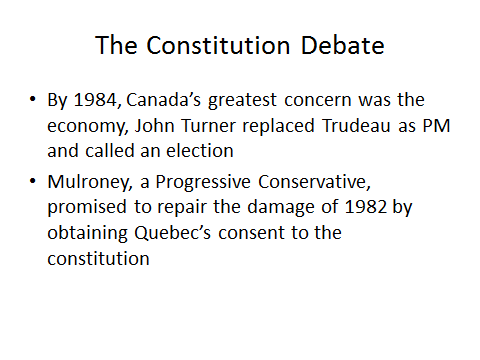 The Constitution Debate
• By 1984, Canada’s greatest concern was the
economy, John Turner replaced Trudeau as PM
and called an election
• Mulroney, a Progressive Conservative,
promised to repair the damage of 1982 by
obtaining Quebec’s consent to the
constitution